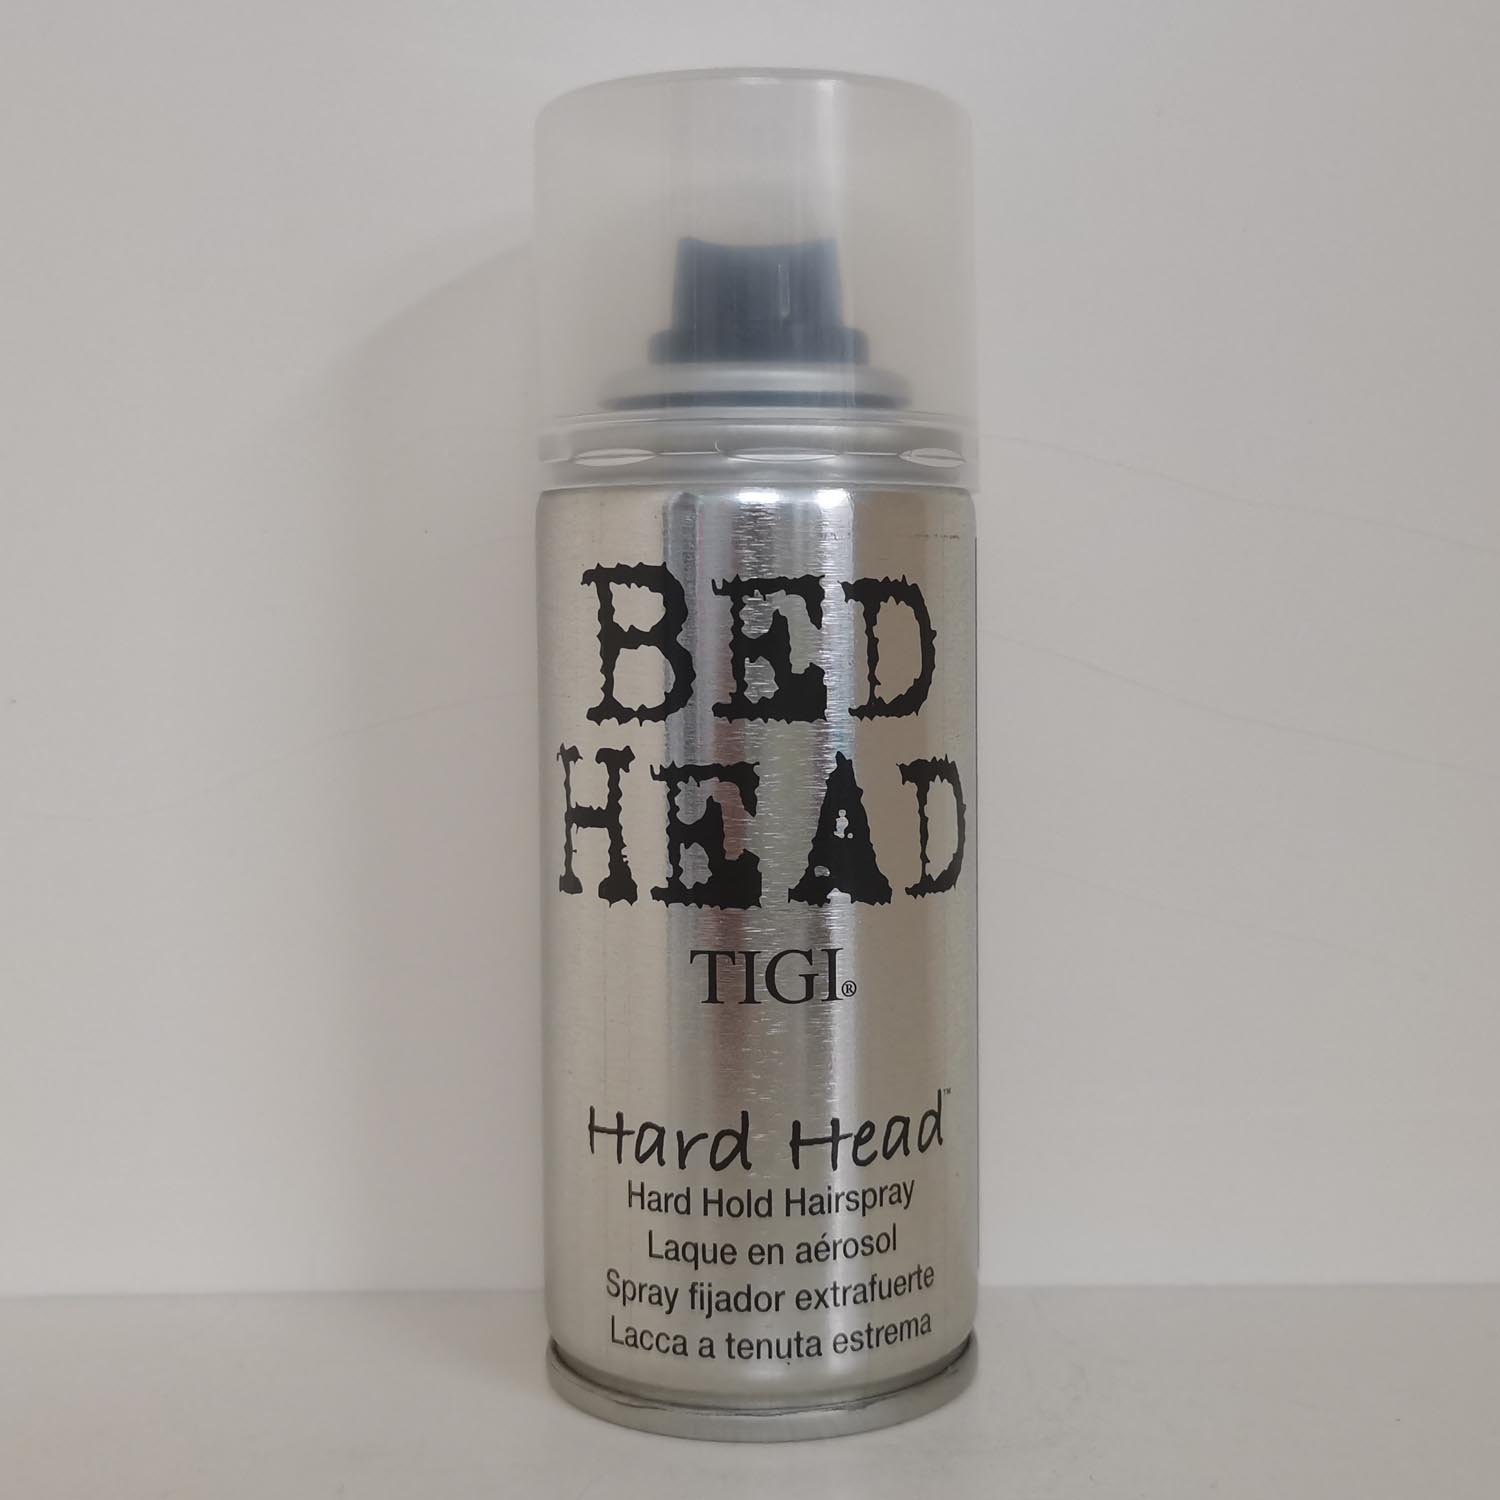 BED
HEAD
TIGI®
Hard Head™
Hard Hold Hairspray
Laque en aérosol
Spray fijador extrafuerte
Lacca a tenuta estrema